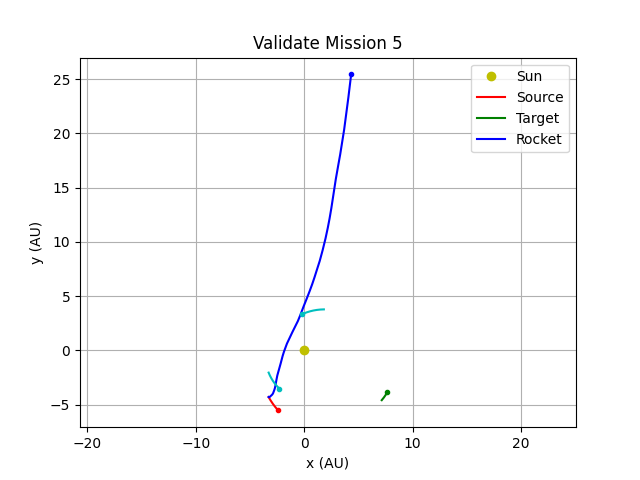 Validate Mission 5
Sun
Source
Target
Rocket
25
20
15
10
5
0
−5
y (AU)
−20
−10
0
10
20
x (AU)